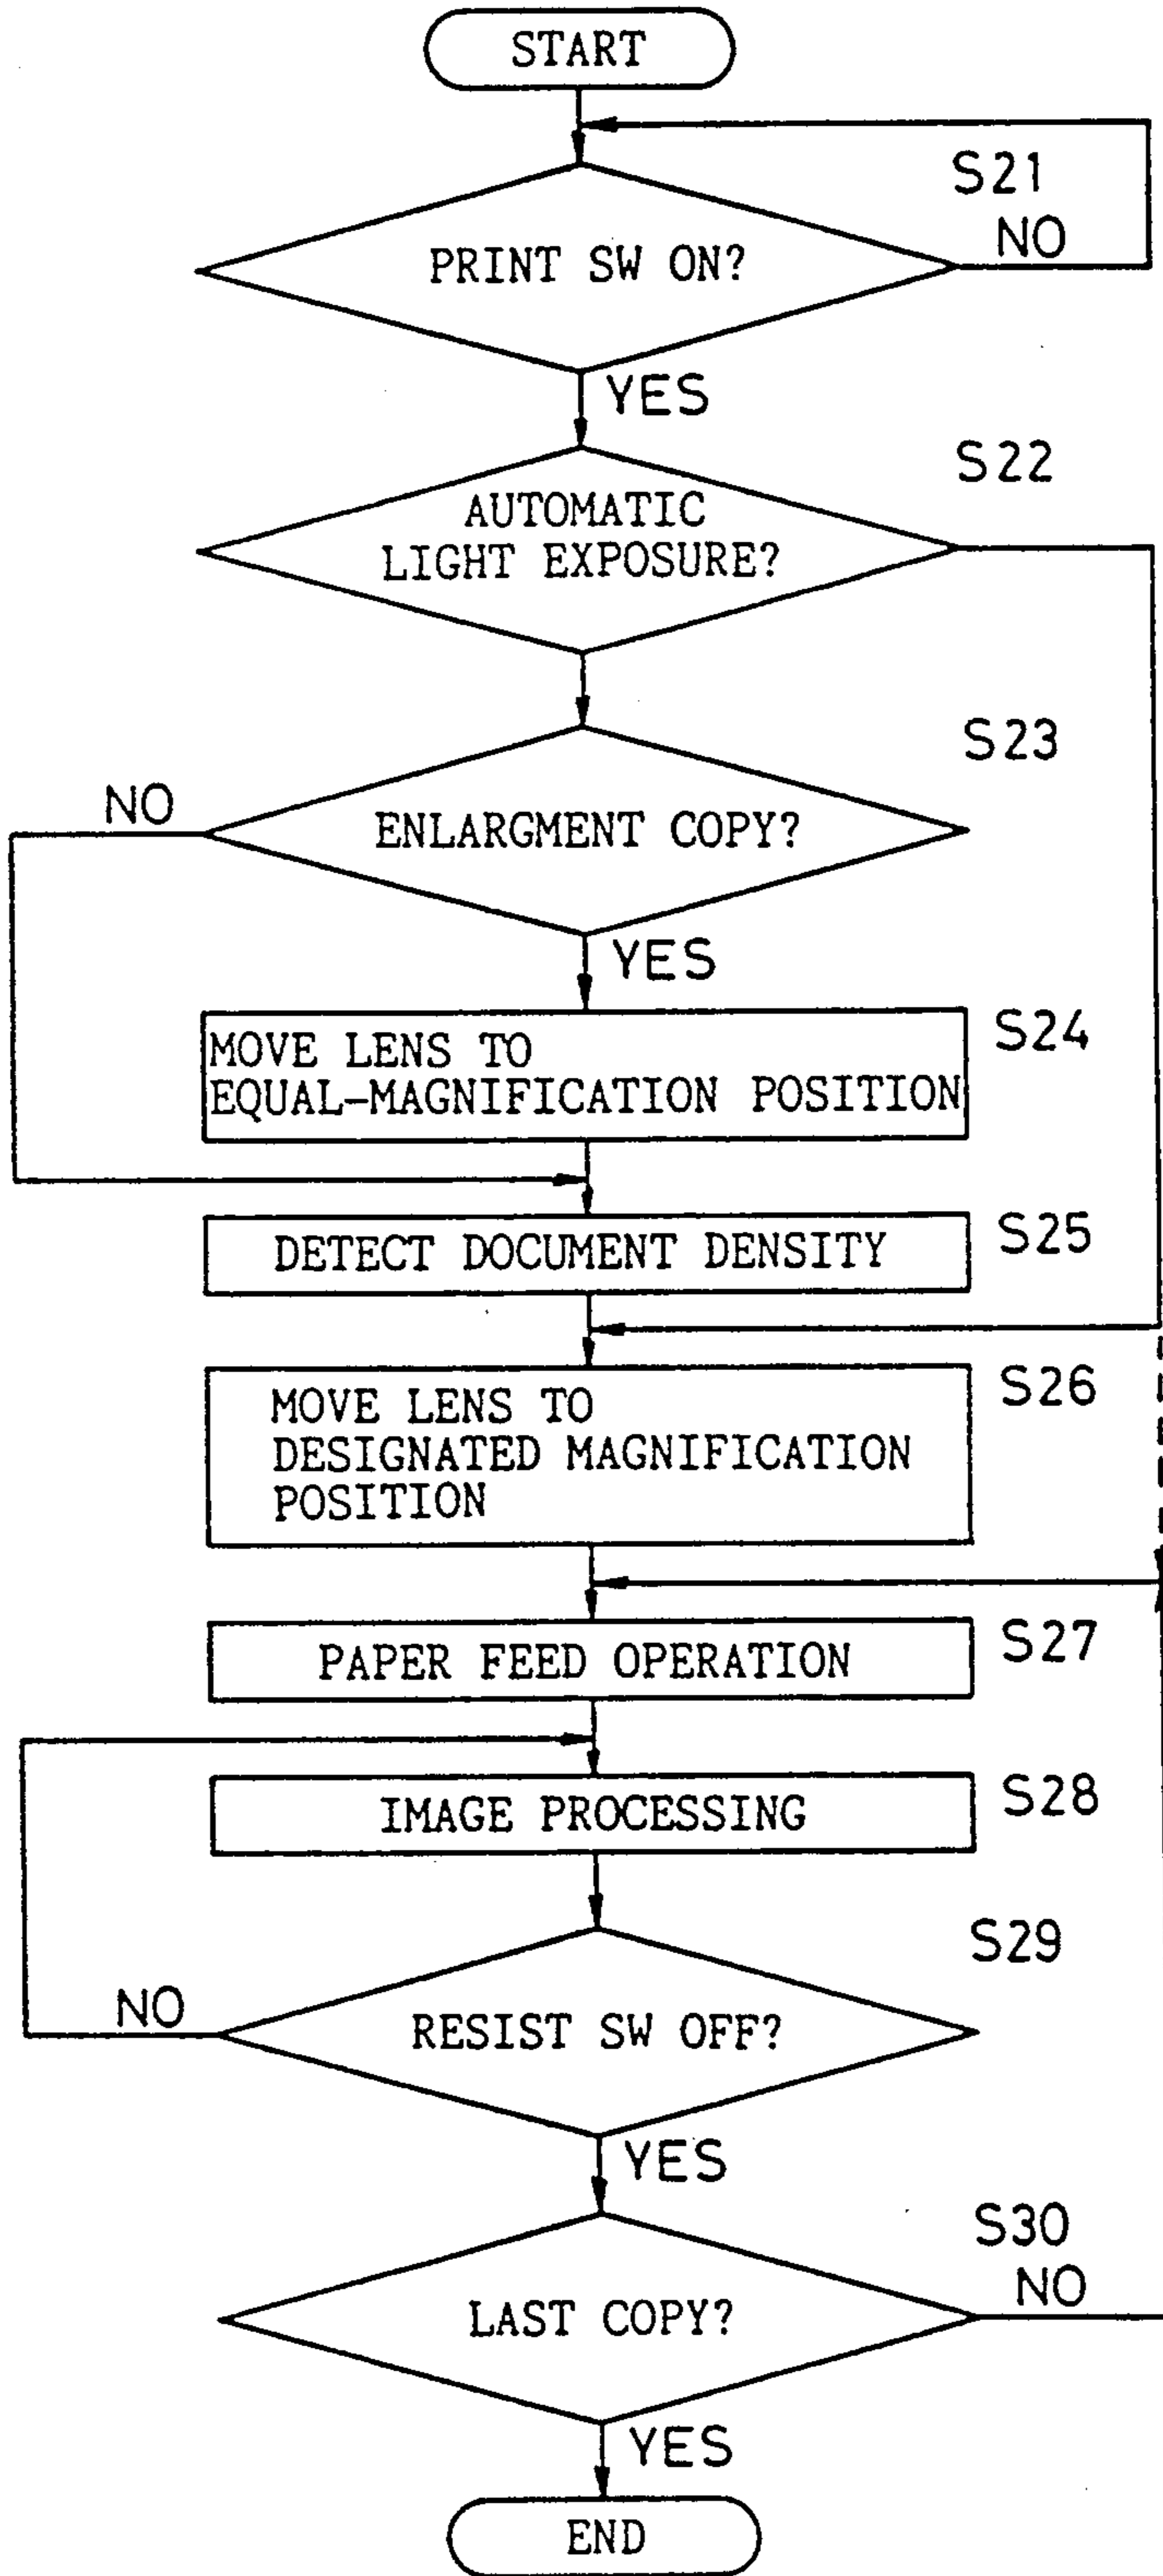 START
S21
NO
PRINT SW ON?
YES
S22
AUTOMATIC
LIGHT EXPOSURE?
S23
NO
ENLARGMENT COPY?
YES
S24
MOVE LENS TO
EQUAL-MAGNIFICATION POSITION
S25
DETECT DOCUMENT DENSITY
S26
MOVE LENS TO
DESIGNATED MAGNIFICATION
POSITION
S27
PAPER FEED OPERATION
S28
IMAGE PROCESSING
S29
NO
RESIST SW OFF?
YES
S30
NO
LAST COPY?
YES
END